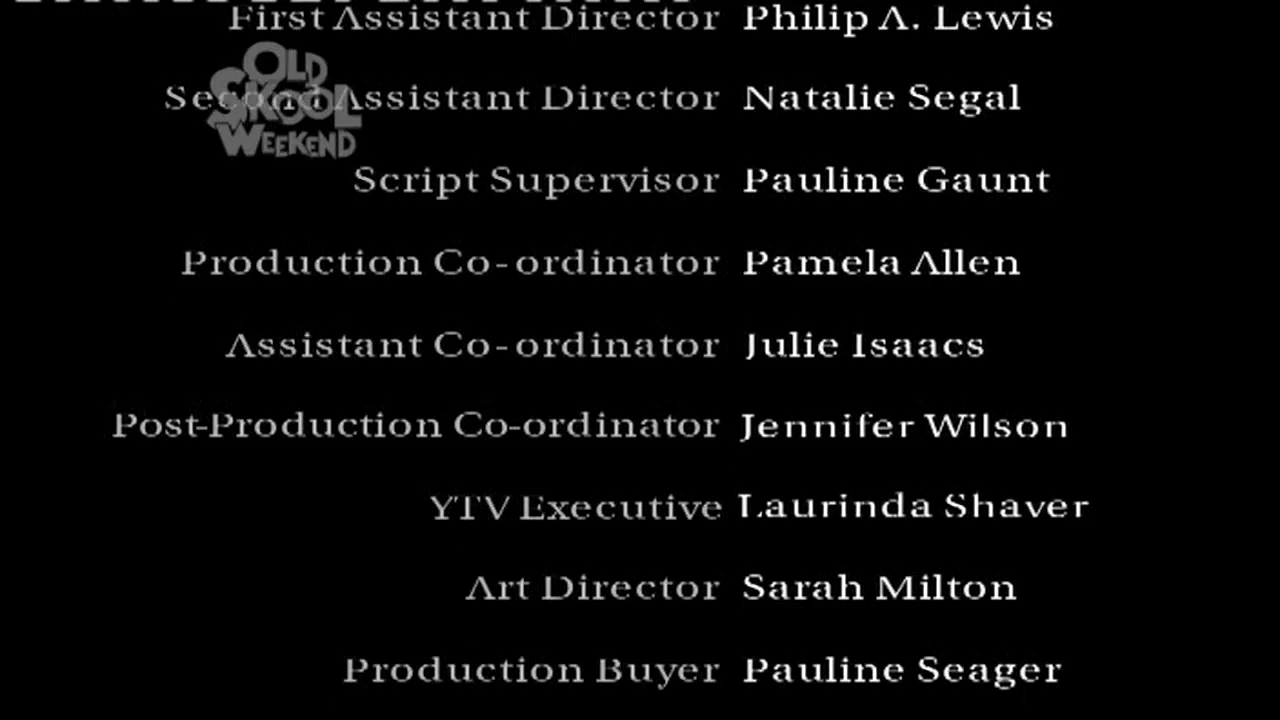 First Assistant Director Philip A. Lewis
OLD
SKOOL
WEEKEND
Second Assistant Director Natalie Segal
Script Supervisor Pauline Gaunt
Production Co-ordinator Pamela Allen
Assistant Co-ordinator Julie Isaacs
Post-Production Co-ordinator Jennifer Wilson
YTV Executive Laurinda Shaver
Art Director Sarah Milton
Production Buyer Pauline Seager